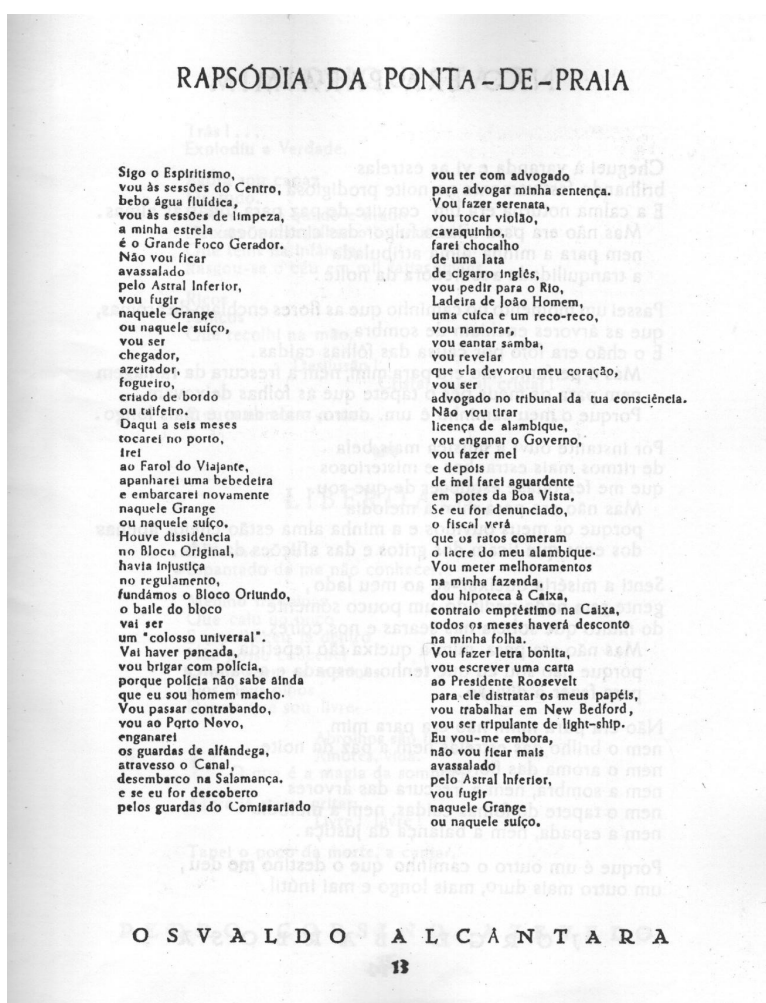 RAPSÓDIA DA PONTA-DE-PRAIA
Sigo o Espiritismo,
vou às sessões do Centro,
bebo água fluídica,
vou às sessões de limpeza,
a minha estrela
é o Grande Foco Gerador.
Não vou ficar
avassalado
pelo Astral Inferior,
vou fugir
naquele Grange
ou naquele suíço,
vou ser
chegador,
azeitador,
fogueiro,
criado de bordo
ou taifeiro.
Daqui a seis meses
tocarei no porto,
irei
ao Farol do Viajante,
apanharei uma bebedeira
e embarcarei novamente
naquele Grange
ou naquele suíço.
Houve dissidência
no Bloco Original,
havia injustiça
no regulamento,
fundámos o Bloco Oriundo,
o baile do bloco
vai ser
um "colosso universal".
Vai haver pancada,
vou brigar com polícia,
porque polícia não sabe ainda
que eu sou homem macho.
Vou passar contrabando,
vou ao Porto Novo,
enganarei
os guardas de alfândega,
atravesso o Canal,
desembarco na Salamança.
e se eu for descoberto
pelos guardas do Comissariado
vou ter com advogado
para advogar minha sentença.
Vou fazer serenata,
vou tocar violão,
cavaquinho,
farei chocalho
de uma lata
de cigarro inglês,
vou pedir para o Rio,
Ladeira de João Homem,
uma cuíca e um reco-reco,
vou namorar,
vou cantar samba,
vou revelar
que ela devorou meu coração,
vou ser
advogado no tribunal da tua consciência.
Não vou tirar
licença de alambique,
vou enganar o Governo,
vou fazer mel
e depois
de mel farei aguardente
em potes da Boa Vista.
Se eu for denunciado,
o fiscal verá
que os ratos comeram
o lacre do meu alambique.
Vou meter melhoramentos
na minha fazenda,
dou hipoteca à Caixa,
contraio empréstimo na Caixa,
todos os meses haverá desconto
na minha folha.
Vou fazer letra bonita,
vou escrever uma carta
ao Presidente Roosevelt
para ele distratar os meus papéis,
vou trabalhar em New Bedford,
vou ser tripulante de light-ship.
Eu vou-me embora,
não vou ficar mais
avassalado
pelo Astral Inferior,
vou fugir
naquele Grange
ou naquele suíço.
OSVALDO ALCÂNTARA
13